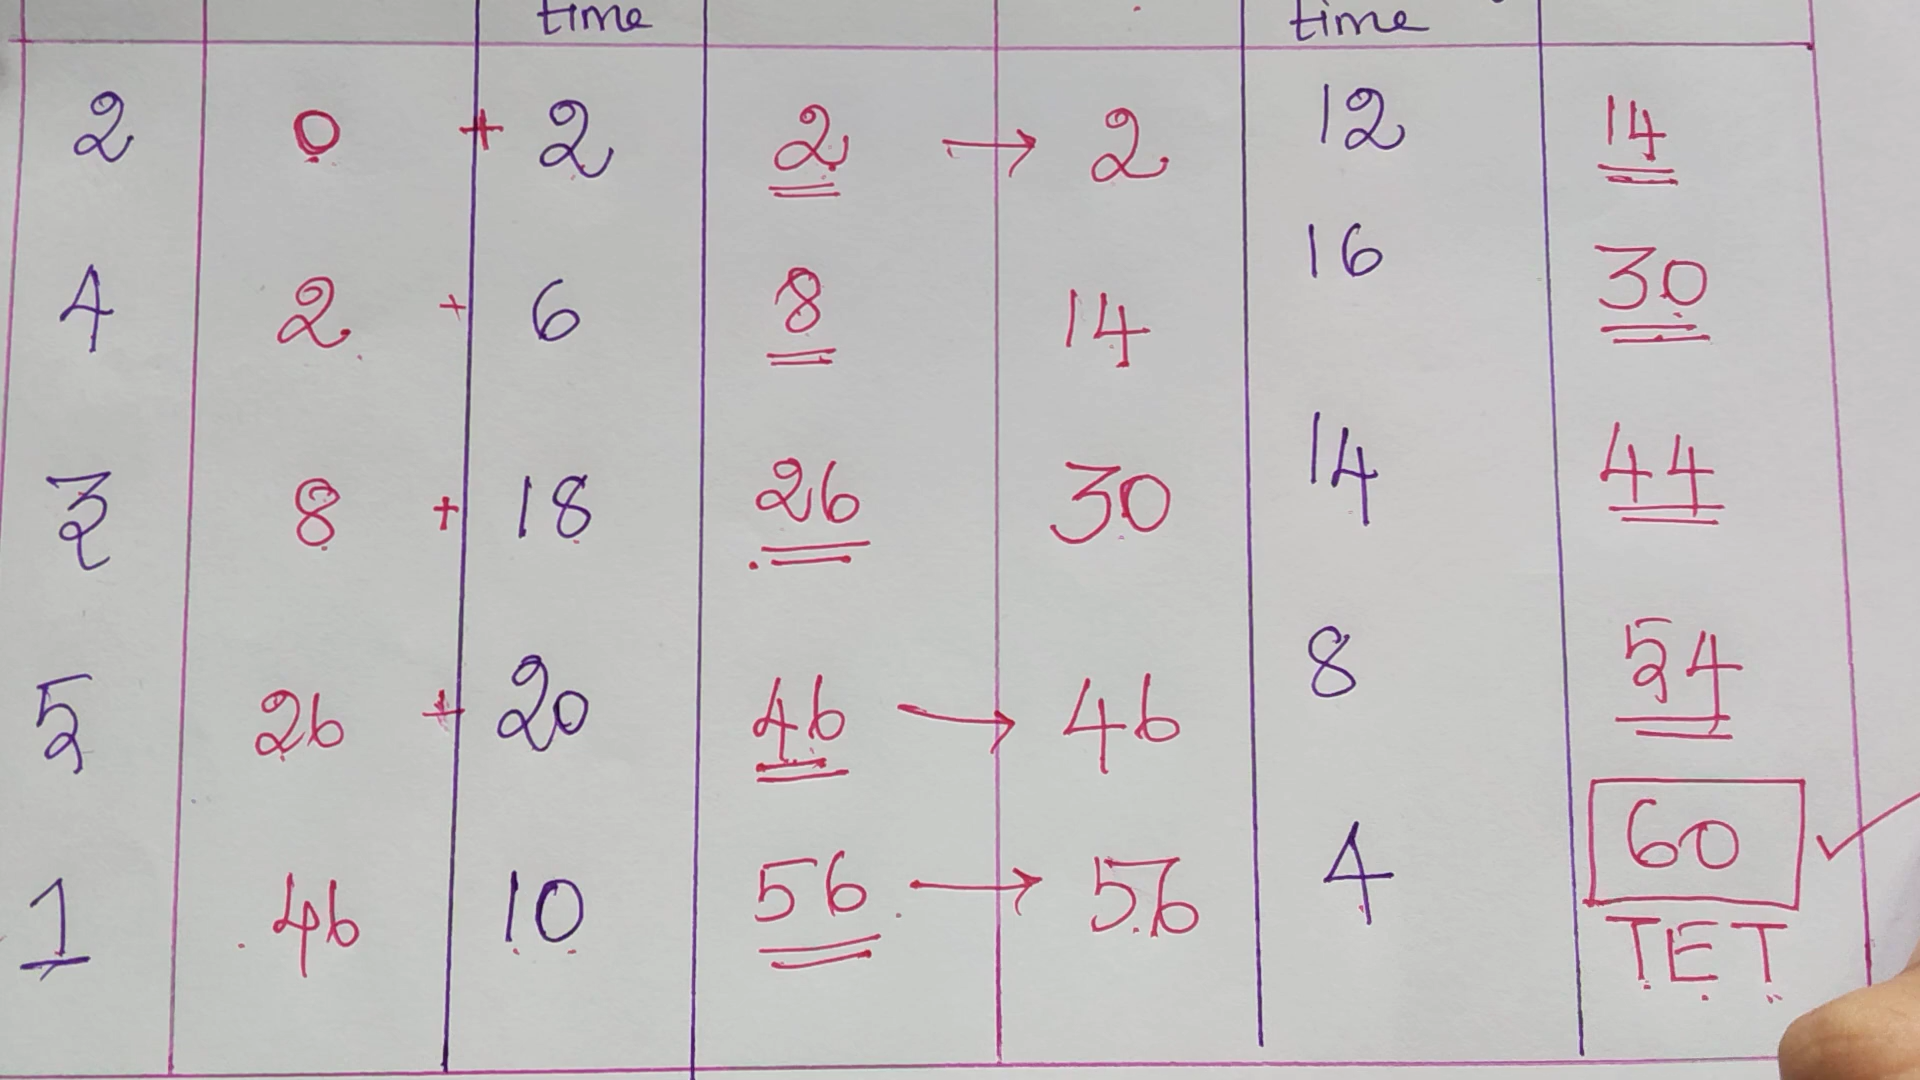 time time
2 0 + 2 2 → 2 12 14
4 2 + 6 8 14 16 30
3 8 + 18 26 30 14 44
5 26 + 20 46 → 46 8 54
1 46 10 56 → 56 4 60 ✓
TET